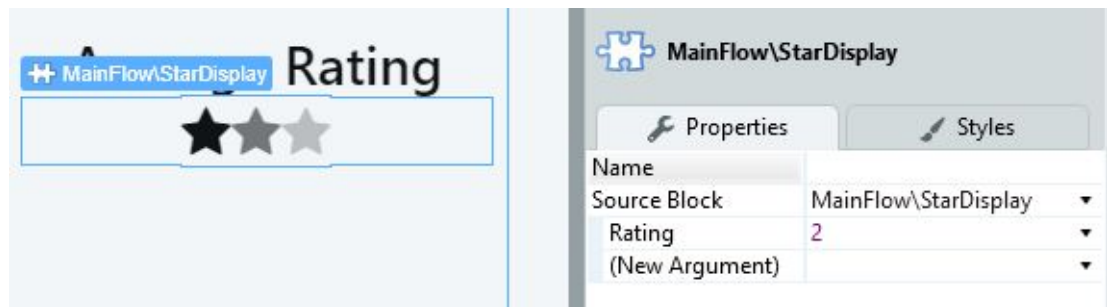 Rating
MainFlow\StarDisplay
MainFlow\StarDisplay
Properties
Styles
Name
Source Block MainFlow\StarDisplay
Rating 2
(New Argument)